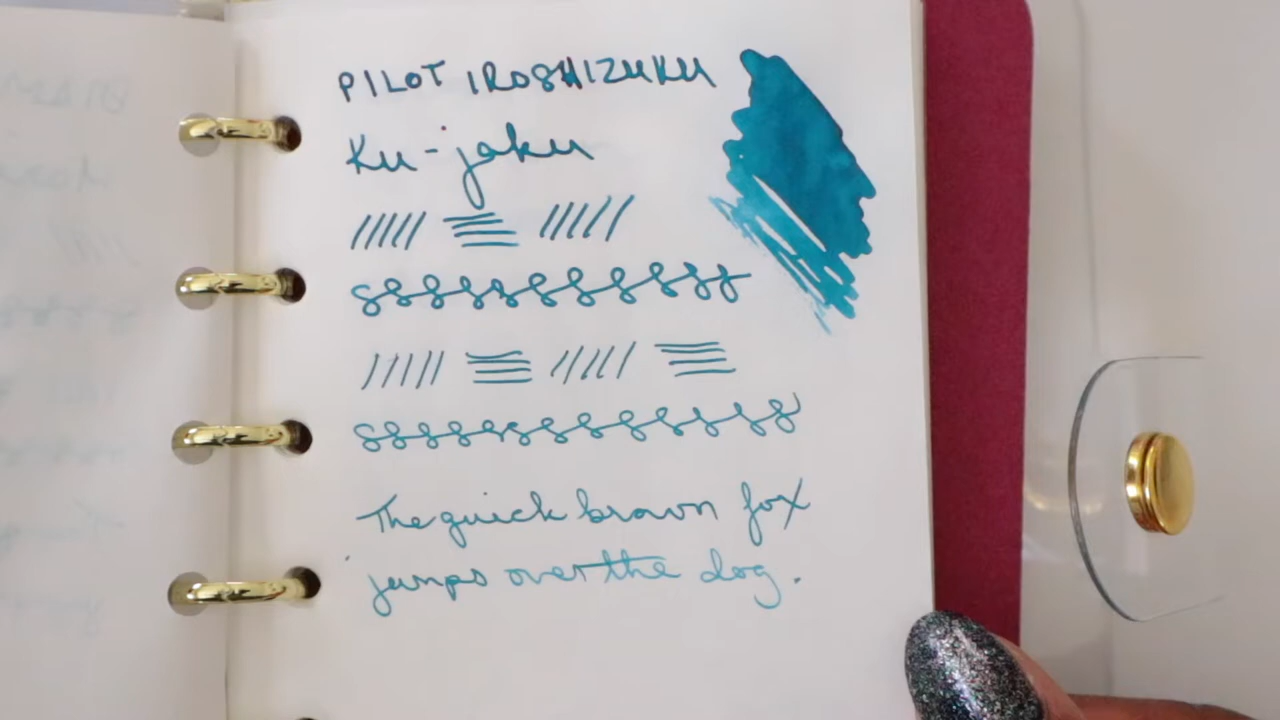 PILOT IROSHIZUKU
Ku-jaku
The quick brown fox
jumps over the dog.